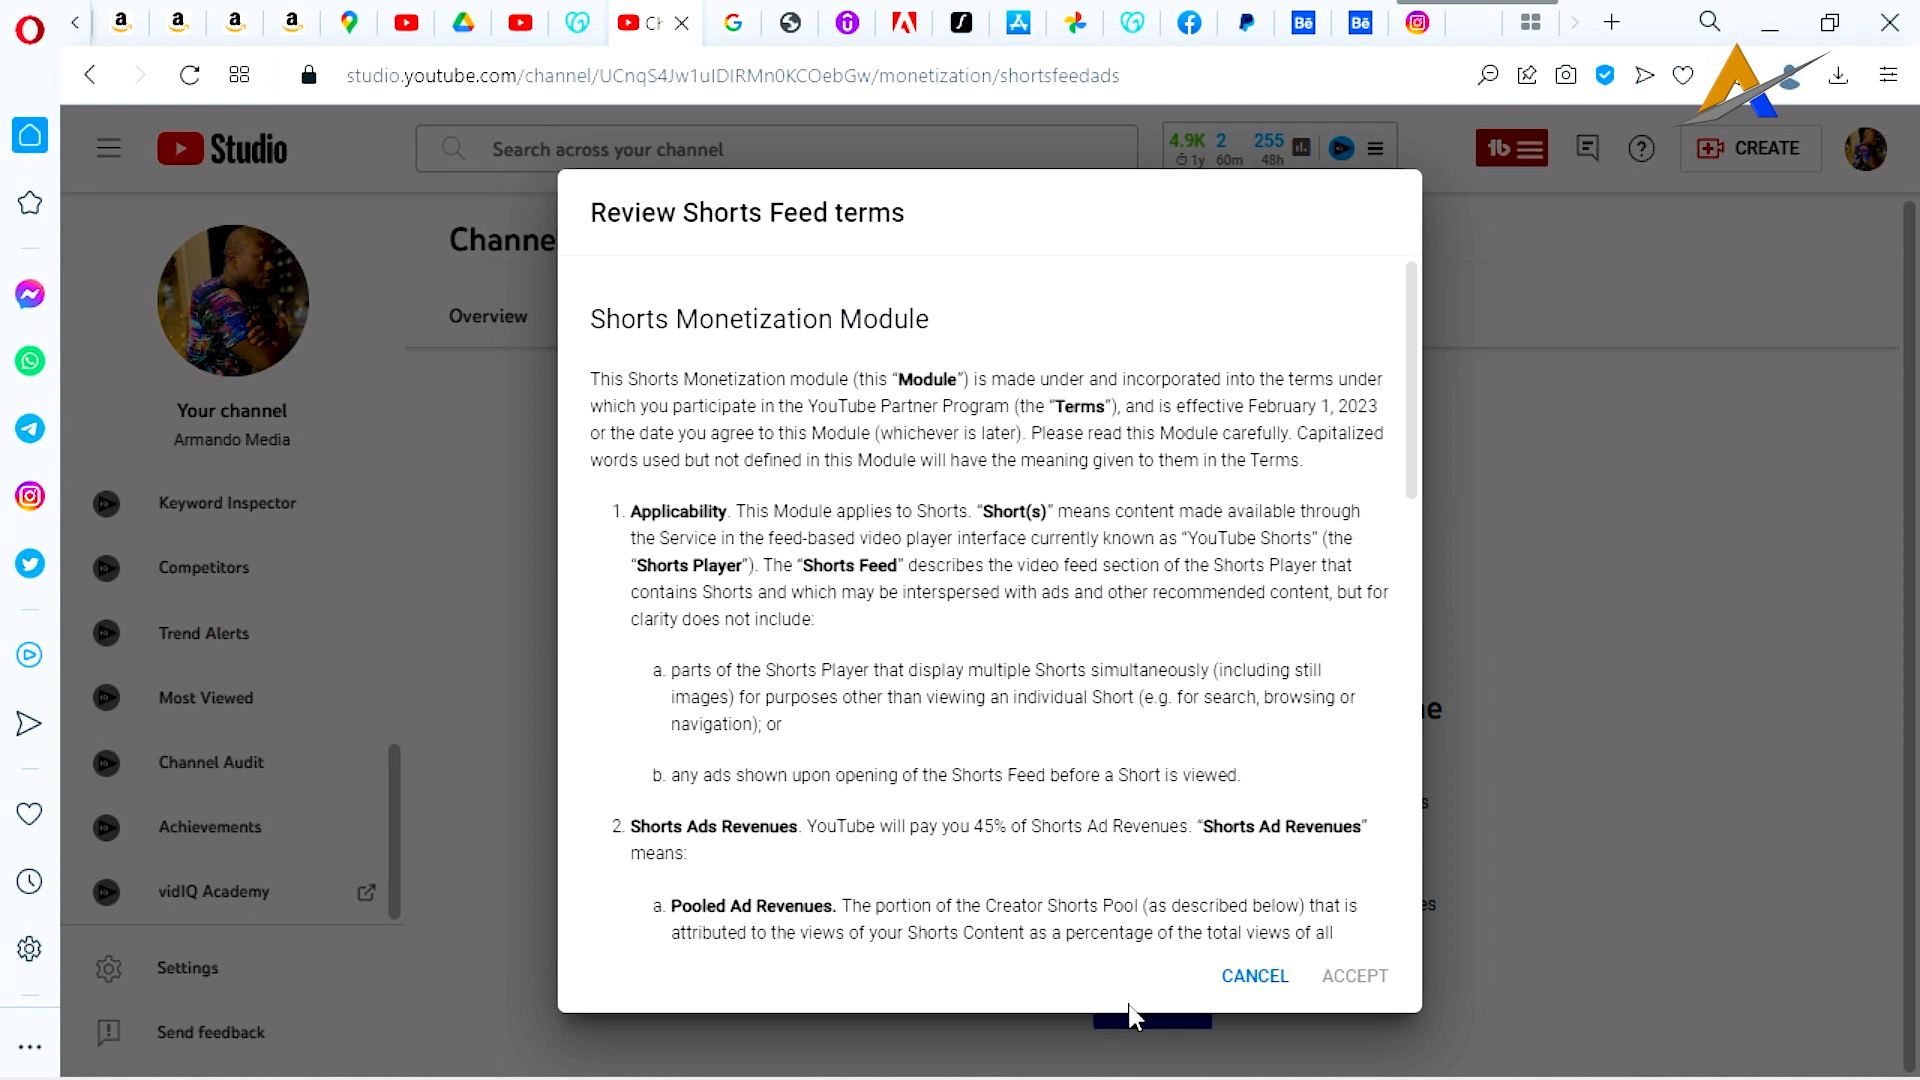 studio.youtube.com/channel/UCnqS4Jw1uIDIRMn0KCOebGw/monetization/shortsfeedads
Studio
Search across your channel
4.9K 2 255
1y 60m 48h
CREATE
Review Shorts Feed terms
Channe
Overview
Your channel
Armando Media
Keyword Inspector
Competitors
Trend Alerts
Most Viewed
Channel Audit
Achievements
vidIQ Academy
Settings
Send feedback
Shorts Monetization Module
This Shorts Monetization module (this “Module”) is made under and incorporated into the terms under
which you participate in the YouTube Partner Program (the “Terms”), and is effective February 1, 2023
or the date you agree to this Module (whichever is later). Please read this Module carefully. Capitalized
words used but not defined in this Module will have the meaning given to them in the Terms.
1. Applicability. This Module applies to Shorts. “Short(s)” means content made available through
the Service in the feed-based video player interface currently known as “YouTube Shorts” (the
“Shorts Player”). The “Shorts Feed” describes the video feed section of the Shorts Player that
contains Shorts and which may be interspersed with ads and other recommended content, but for
clarity does not include:
a. parts of the Shorts Player that display multiple Shorts simultaneously (including still
images) for purposes other than viewing an individual Short (e.g. for search, browsing or
navigation); or
b. any ads shown upon opening of the Shorts Feed before a Short is viewed.
2. Shorts Ads Revenues. YouTube will pay you 45% of Shorts Ad Revenues. “Shorts Ad Revenues”
means:
a. Pooled Ad Revenues. The portion of the Creator Shorts Pool (as described below) that is
attributed to the views of your Shorts Content as a percentage of the total views of all
CANCEL ACCEPT